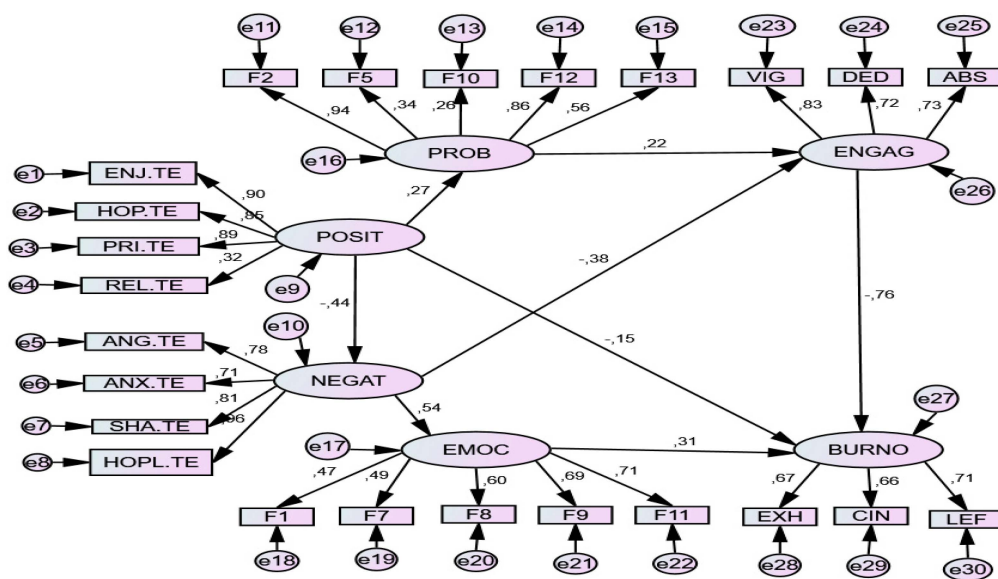 e11 e12 e13 e14 e15 e23 e24 e25
F2 F5 F10 F12 F13 VIG DED ABS
,94 ,34 ,26 ,86 ,56 ,83 ,72 ,73
e16 PROB ,22 ENGAG
e26
e1 ENJ.TE ,90
,27
e2 HOP.TE ,85
POSIT
e3 PRI.TE ,89
-,38
e4 REL.TE ,32
e9
-,44 -,76
e10
-,15
e5 ANG.TE ,78
e6 ANX.TE ,71
NEGAT
e7 SHA.TE ,81
,54
e27
e8 HOPL.TE
e17 EMOC ,31 BURNO
,47 ,49 ,60 ,69 ,71 ,67 ,66 ,71
F1 F7 F8 F9 F11 EXH CIN LEF
e18 e19 e20 e21 e22 e28 e29 e30